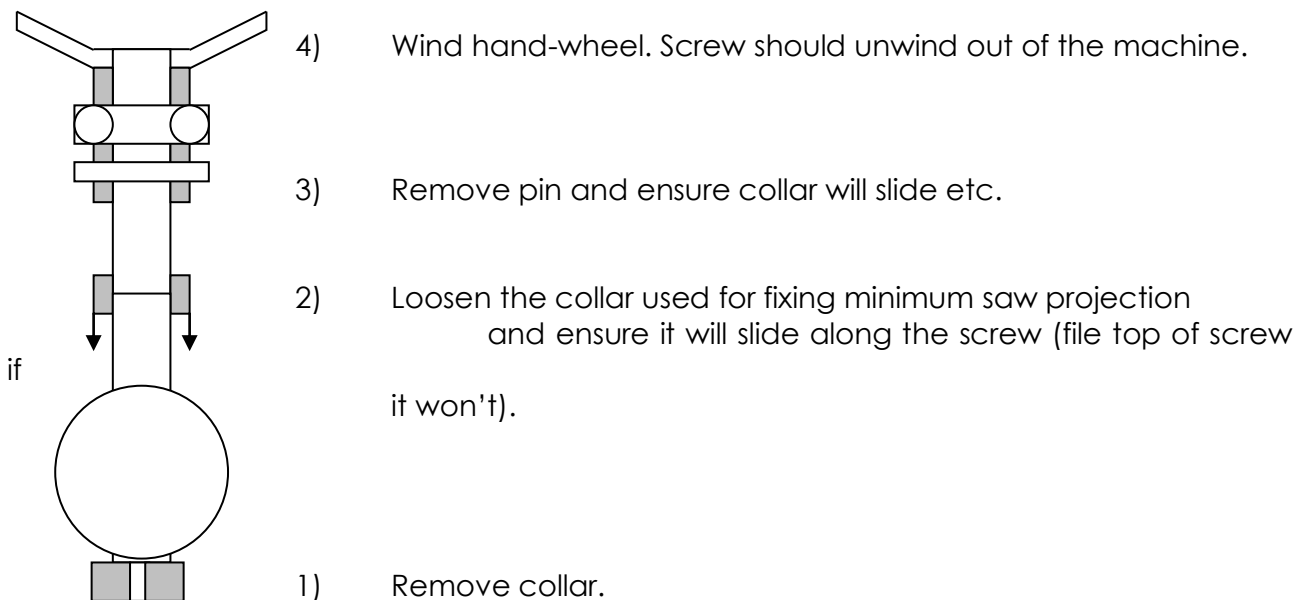 4) Wind hand-wheel. Screw should unwind out of the machine.
3) Remove pin and ensure collar will slide etc.
2) Loosen the collar used for fixing minimum saw projection
and ensure it will slide along the screw (file top of screw
if
it won’t).
1) Remove collar.